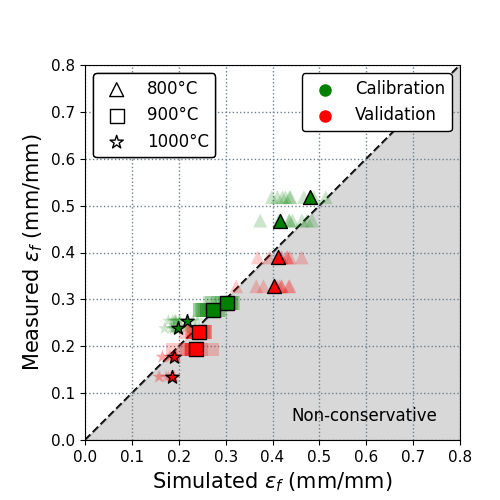 800°C
900°C
1000°C
Calibration
Validation
Measured εf (mm/mm)
0.8
0.7
0.6
0.5
0.4
0.3
0.2
0.1
0.0
Non-conservative
0.0 0.1 0.2 0.3 0.4 0.5 0.6 0.7 0.8
Simulated εf (mm/mm)